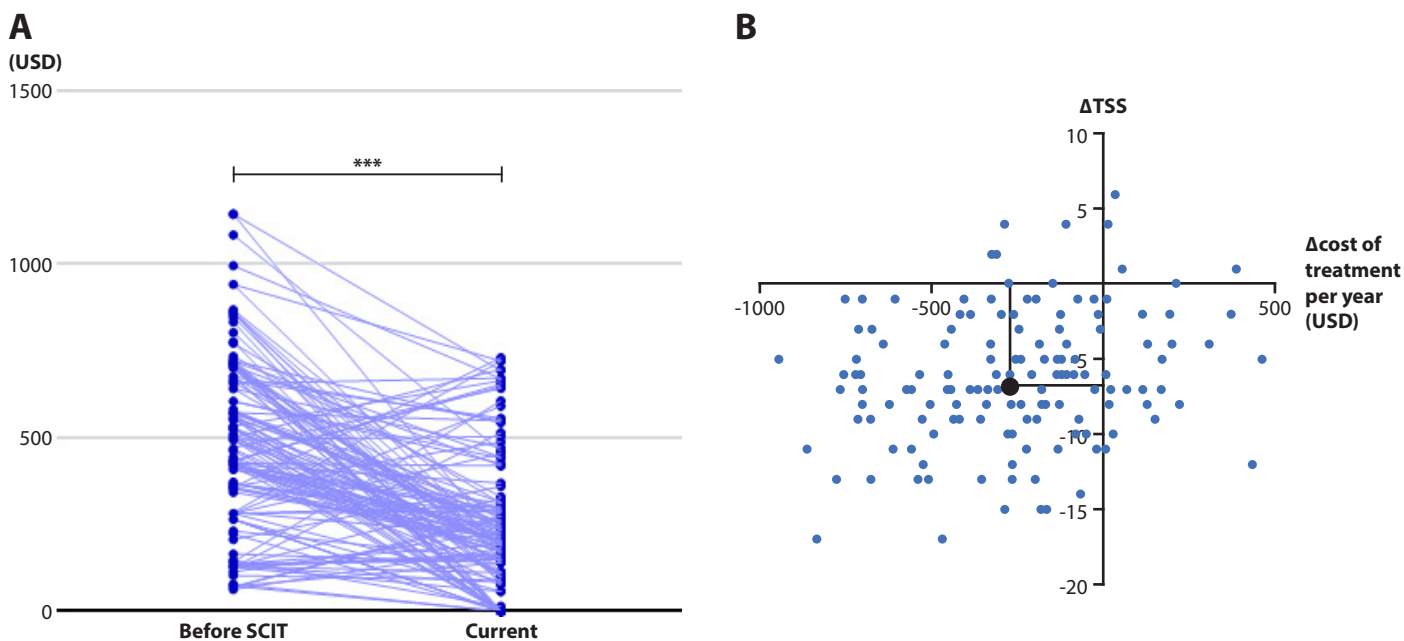 A
(USD)
1500
1000
500
0
***
Before SCIT
Current
B
ΔTSS
10
5
-1000
-500
500
-5
-10
-15
-20
Δcost of
treatment
per year
(USD)